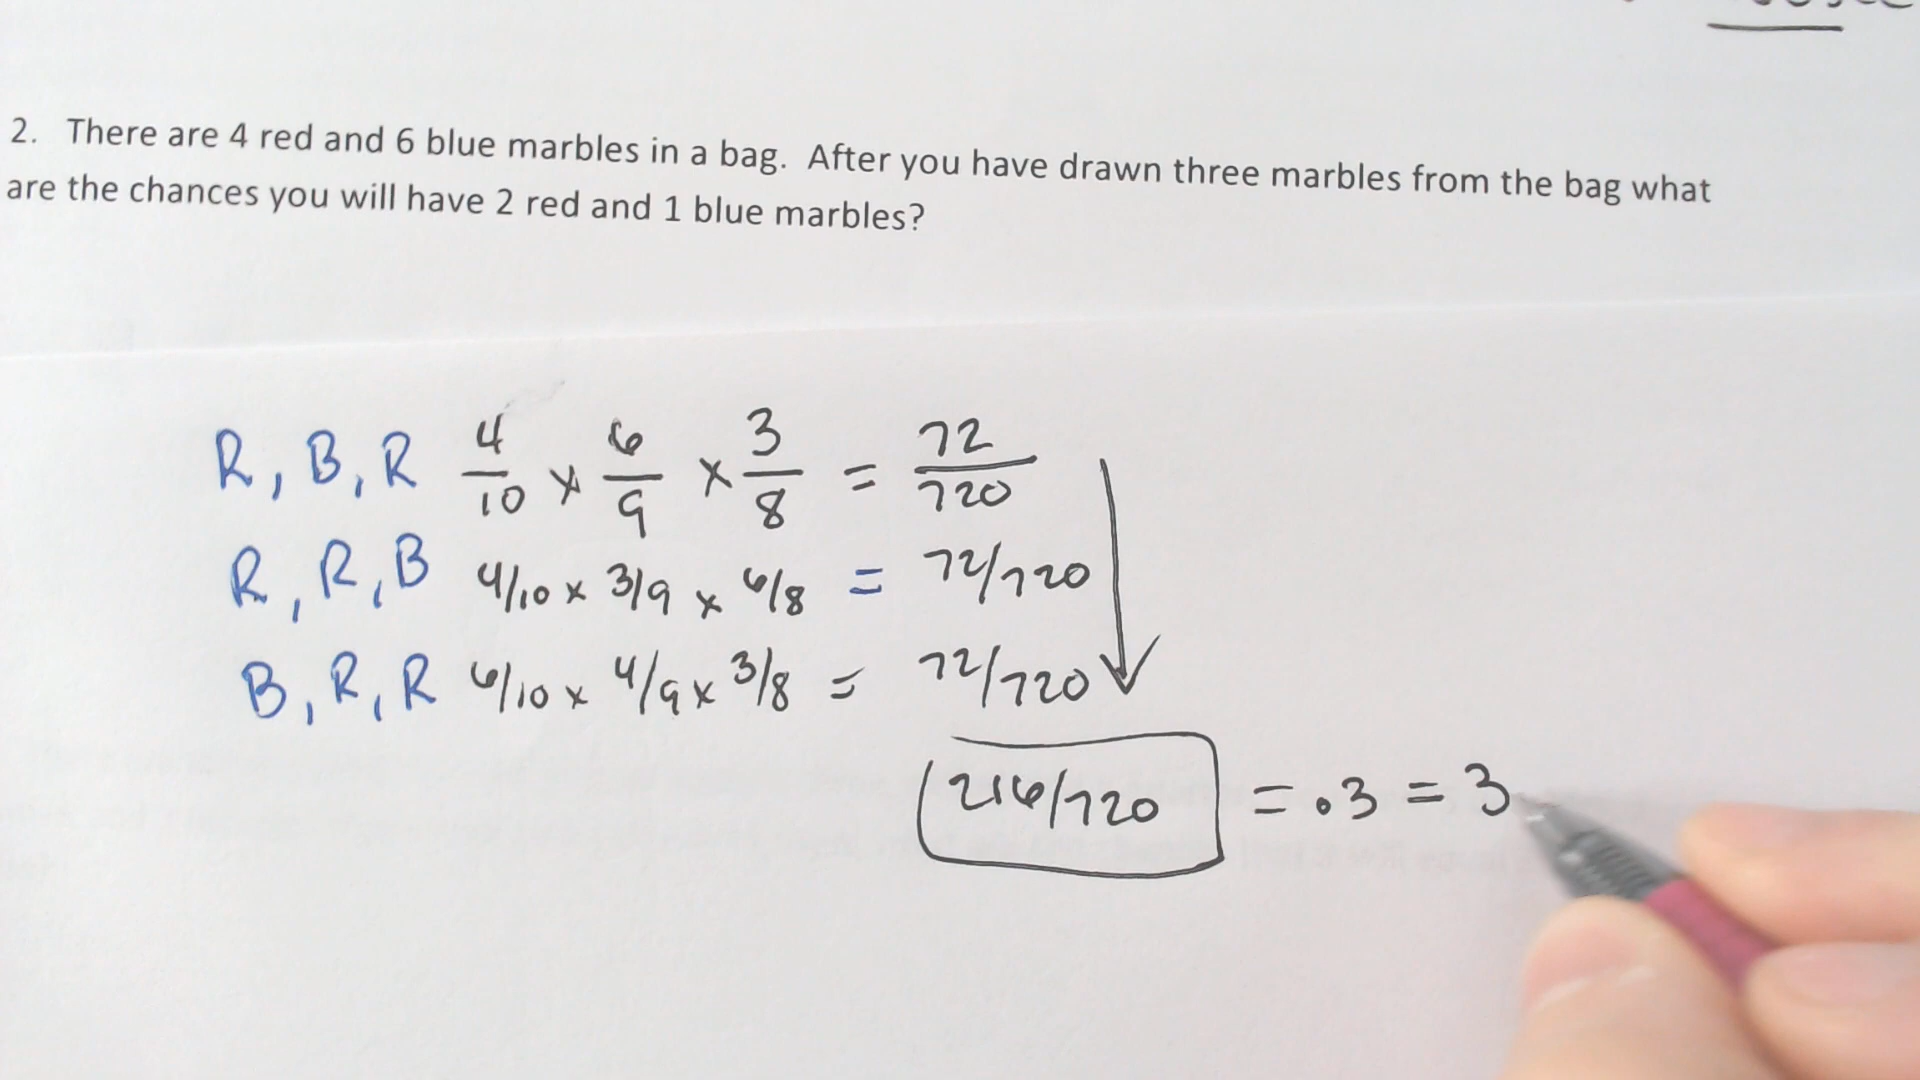 2. There are 4 red and 6 blue marbles in a bag. After you have drawn three marbles from the bag what
are the chances you will have 2 red and 1 blue marbles?
R, B, R 4/10 x 6/9 x 3/8 = 72/720
R, R, B 4/10 x 3/9 x 6/8 = 72/720
B, R, R 6/10 x 4/9 x 3/8 = 72/720
216/720 = .3 = 3